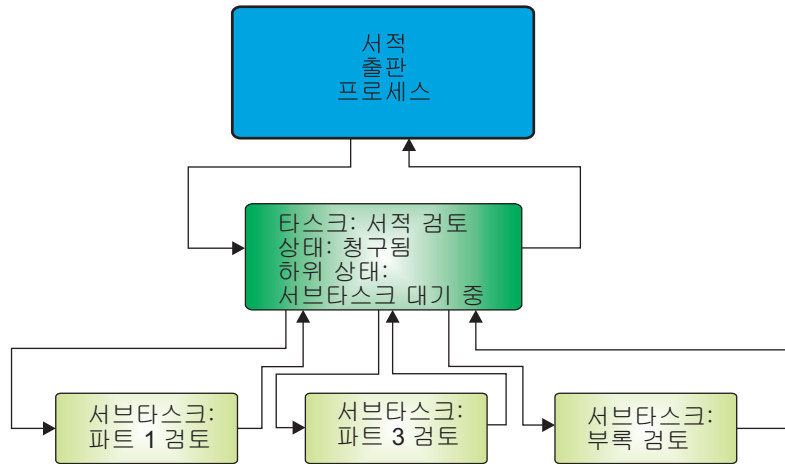 서적
출판
프로세스
타스크: 서적 검토
상태: 청구됨
하위 상태:
서브타스크 대기 중
서브타스크:
파트 1 검토
서브타스크:
파트 3 검토
서브타스크:
부록 검토